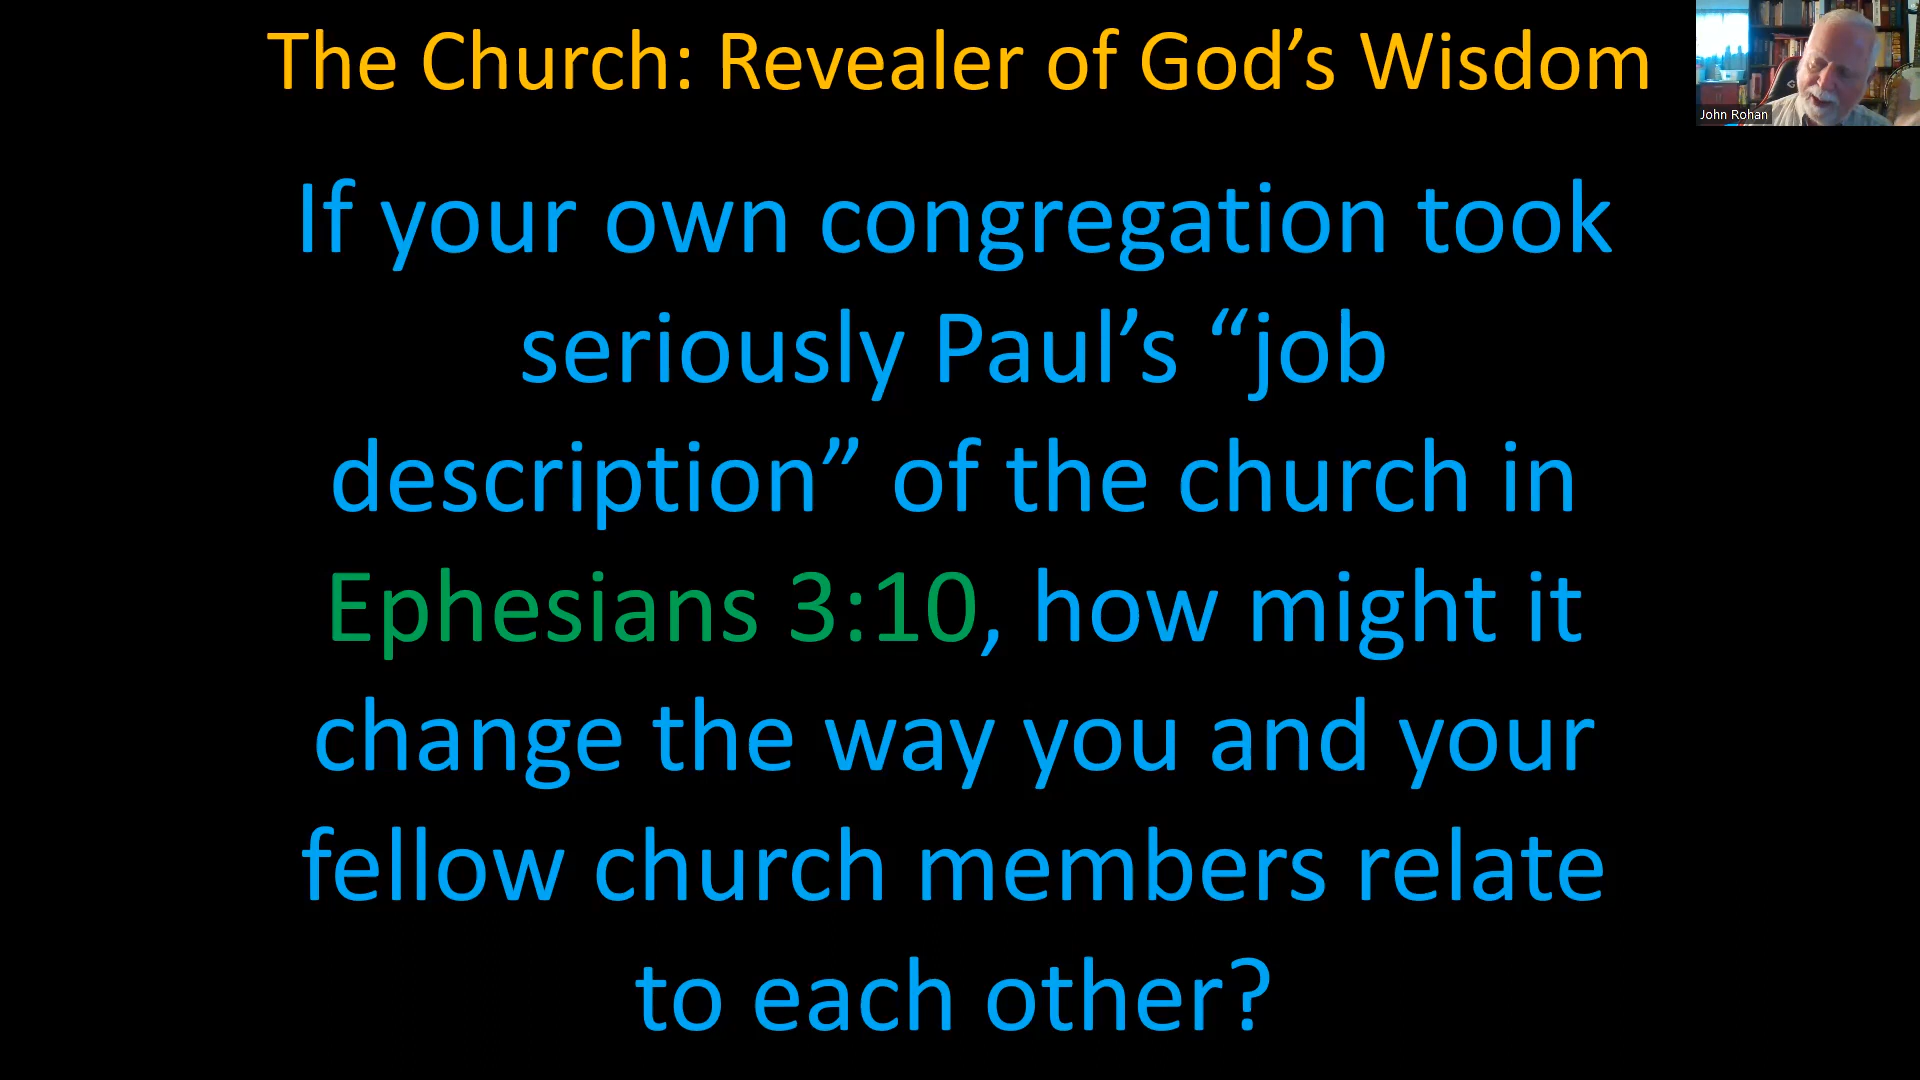 The Church: Revealer of God’s Wisdom
John Rohan
If your own congregation took
seriously Paul’s “job
description” of the church in
Ephesians 3:10, how might it
change the way you and your
fellow church members relate
to each other?